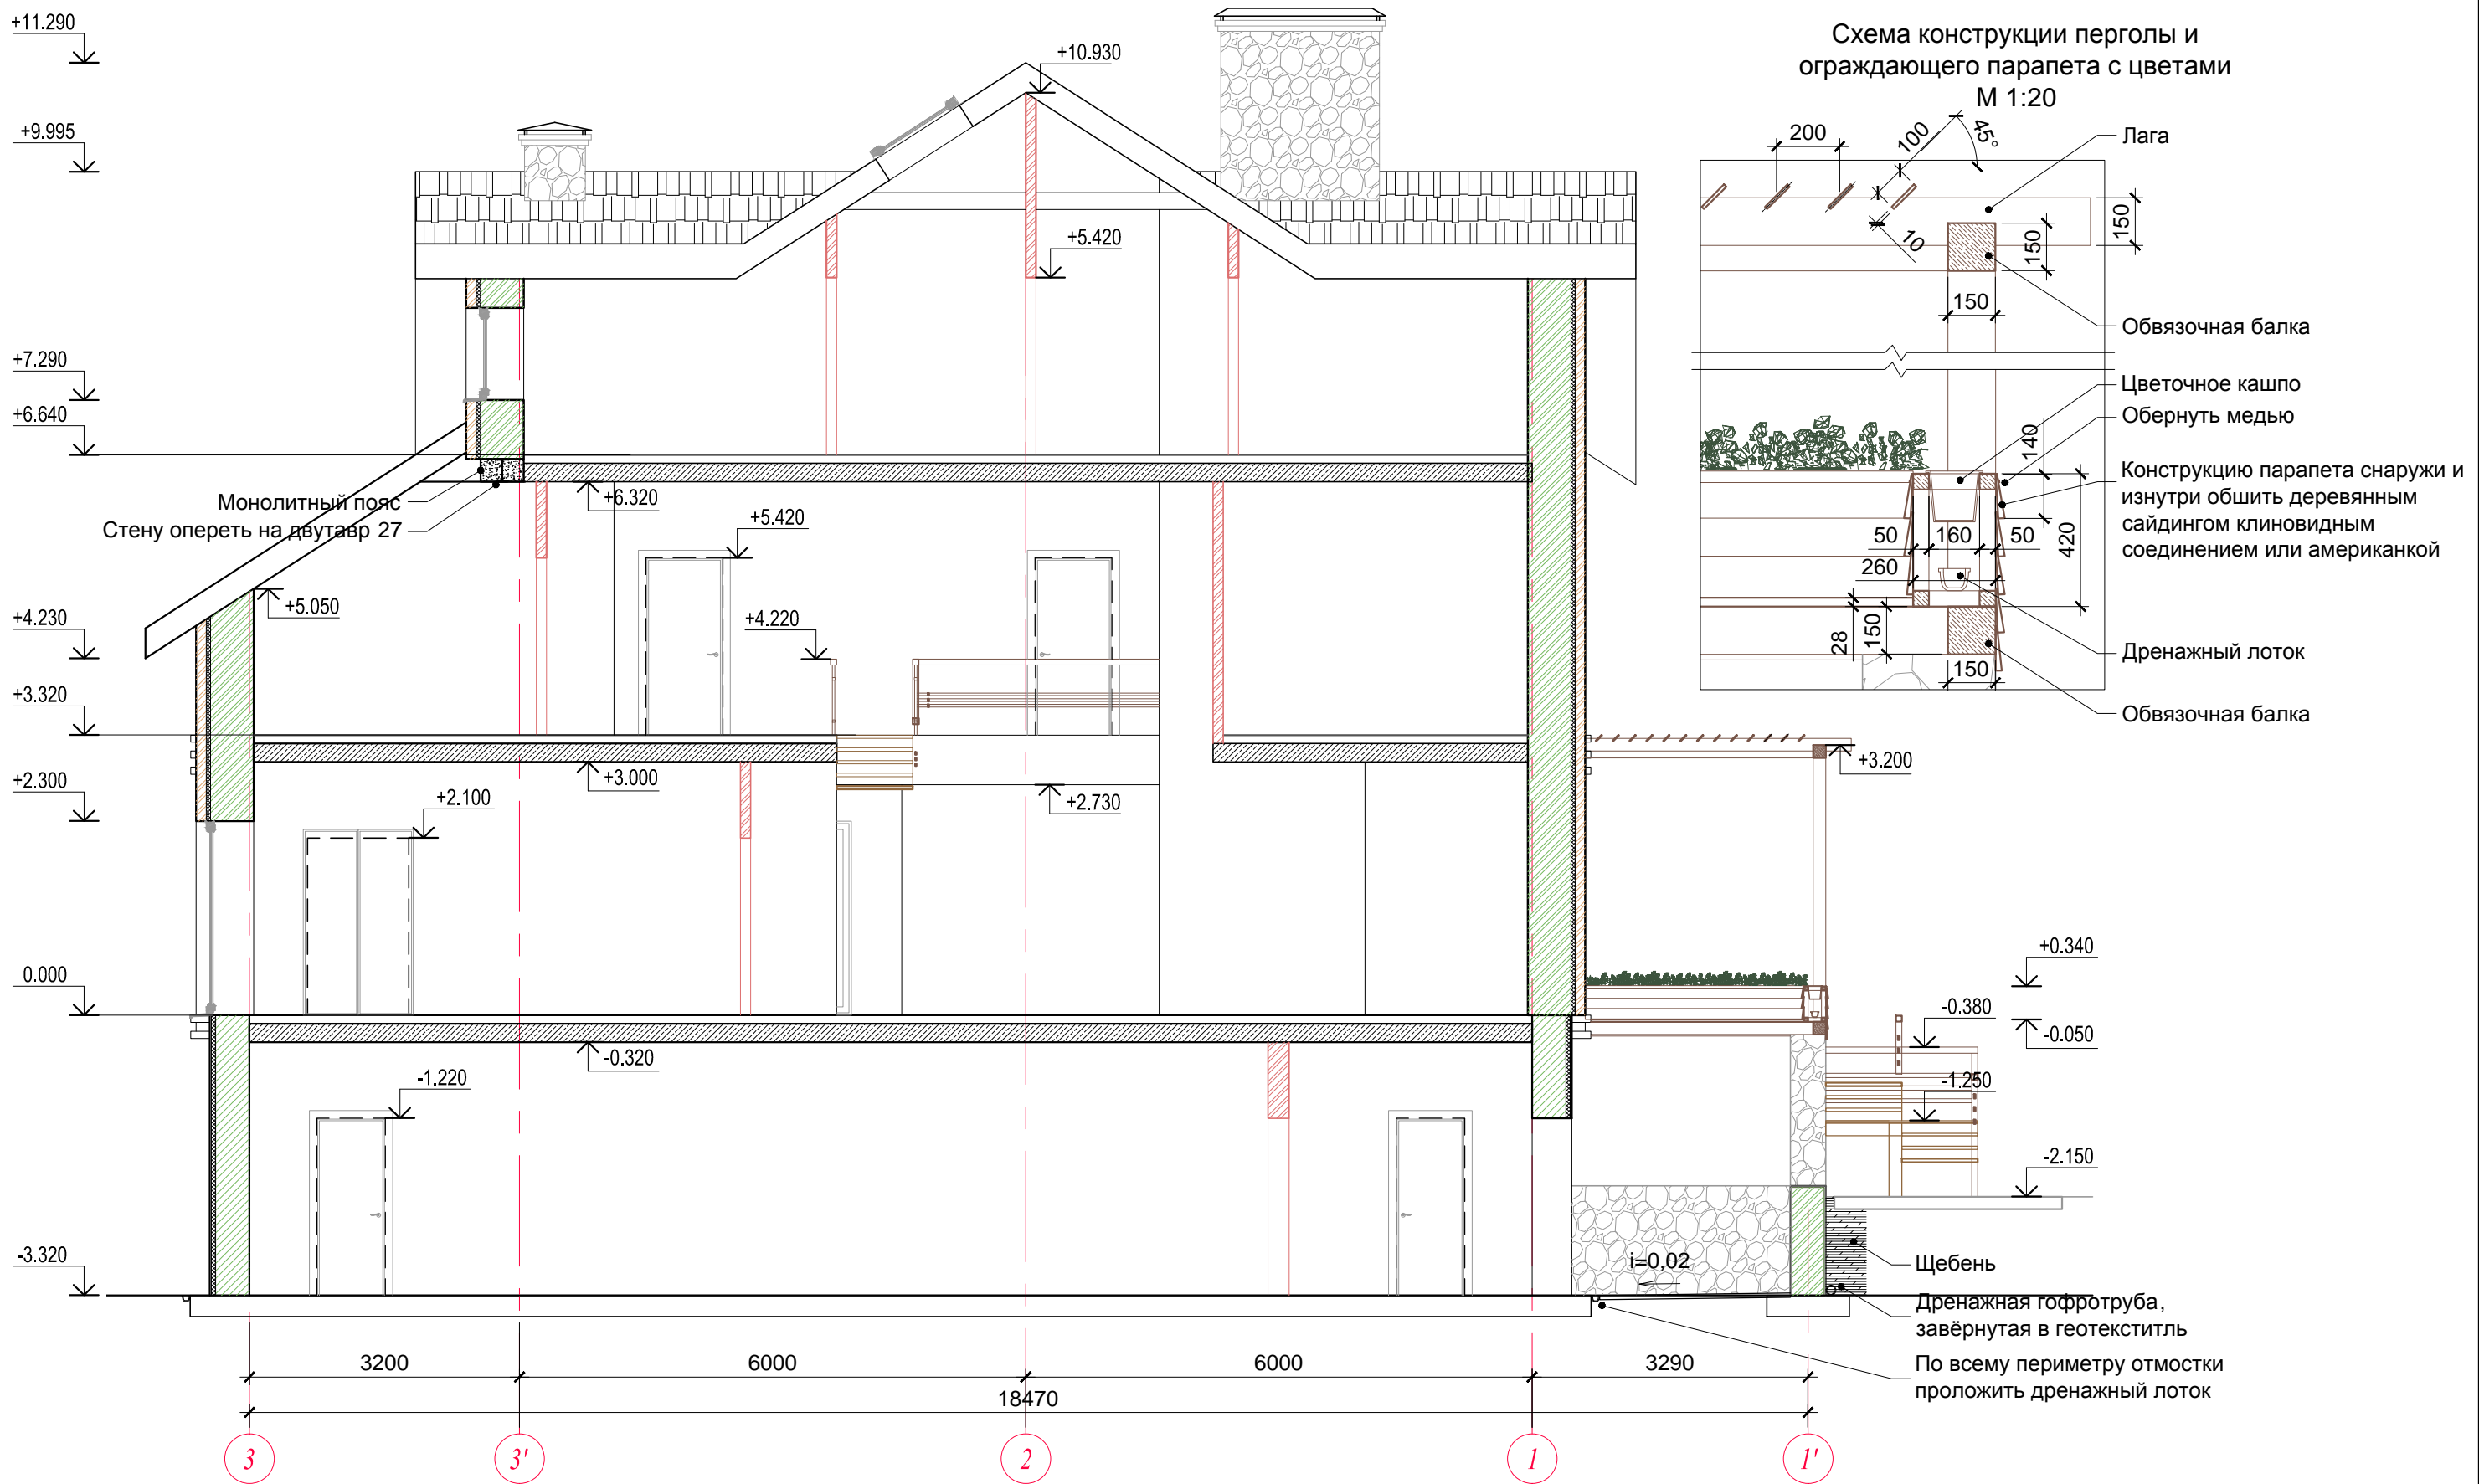 +11.290
+9.995
+7.290
+6.640
+4.230
+3.320
+2.300
0.000
-3.320
+10.930
+5.420
Монолитный пояс
Стену опереть на двутавр 27
+6.320
+5.420
+5.050
+4.220
+3.000
+2.730
+2.100
-0.320
-1.220
+3.200
+0.340
-0.380
-0.050
-1.250
-2.150
i=0,02
Щебень
Дренажная гофротруба,
завёрнутая в геотекститль
По всему периметру отмостки
проложить дренажный лоток
3200
6000
6000
3290
18470
3
3'
2
1
1'
Схема конструкции перголы и
ограждающего парапета с цветами
М 1:20
200
100
45°
10
150
150
150
Лага
Обвязочная балка
Цветочное кашпо
Обернуть медью
Конструкцию парапета снаружи и
изнутри обшить деревянным
сайдингом клиновидным
соединением или американкой
140
420
50
160
50
260
28
150
150
Дренажный лоток
Обвязочная балка